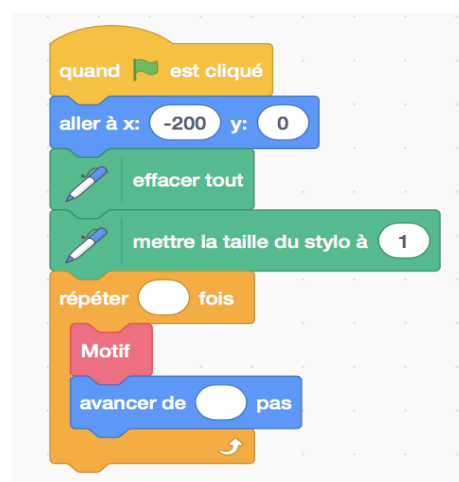 quand est cliqué
aller à x: -200 y: 0
effacer tout
mettre la taille du stylo à 1
répéter fois
Motif
avancer de pas